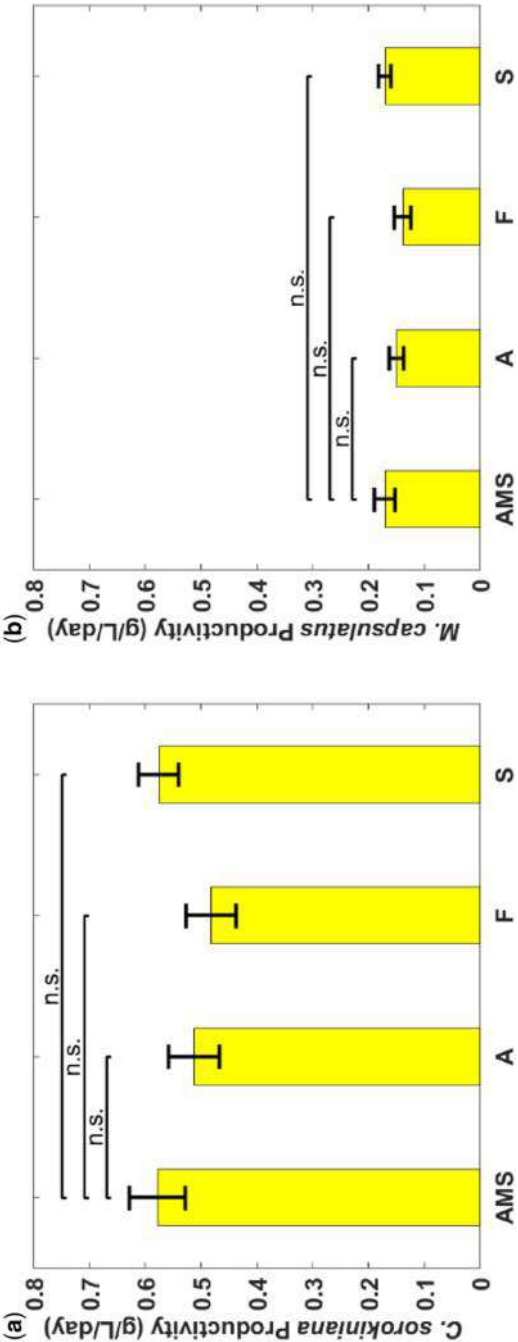 (a)
C. sorokiniana Productivity (g/L/day)
0.8
0.7
0.6
0.5
0.4
0.3
0.2
0.1
0
n.s.
n.s.
n.s.
AMS A F S
(b)
M. capsulatus Productivity (g/L/day)
0.8
0.7
0.6
0.5
0.4
0.3
0.2
0.1
0
n.s.
n.s.
n.s.
AMS A F S